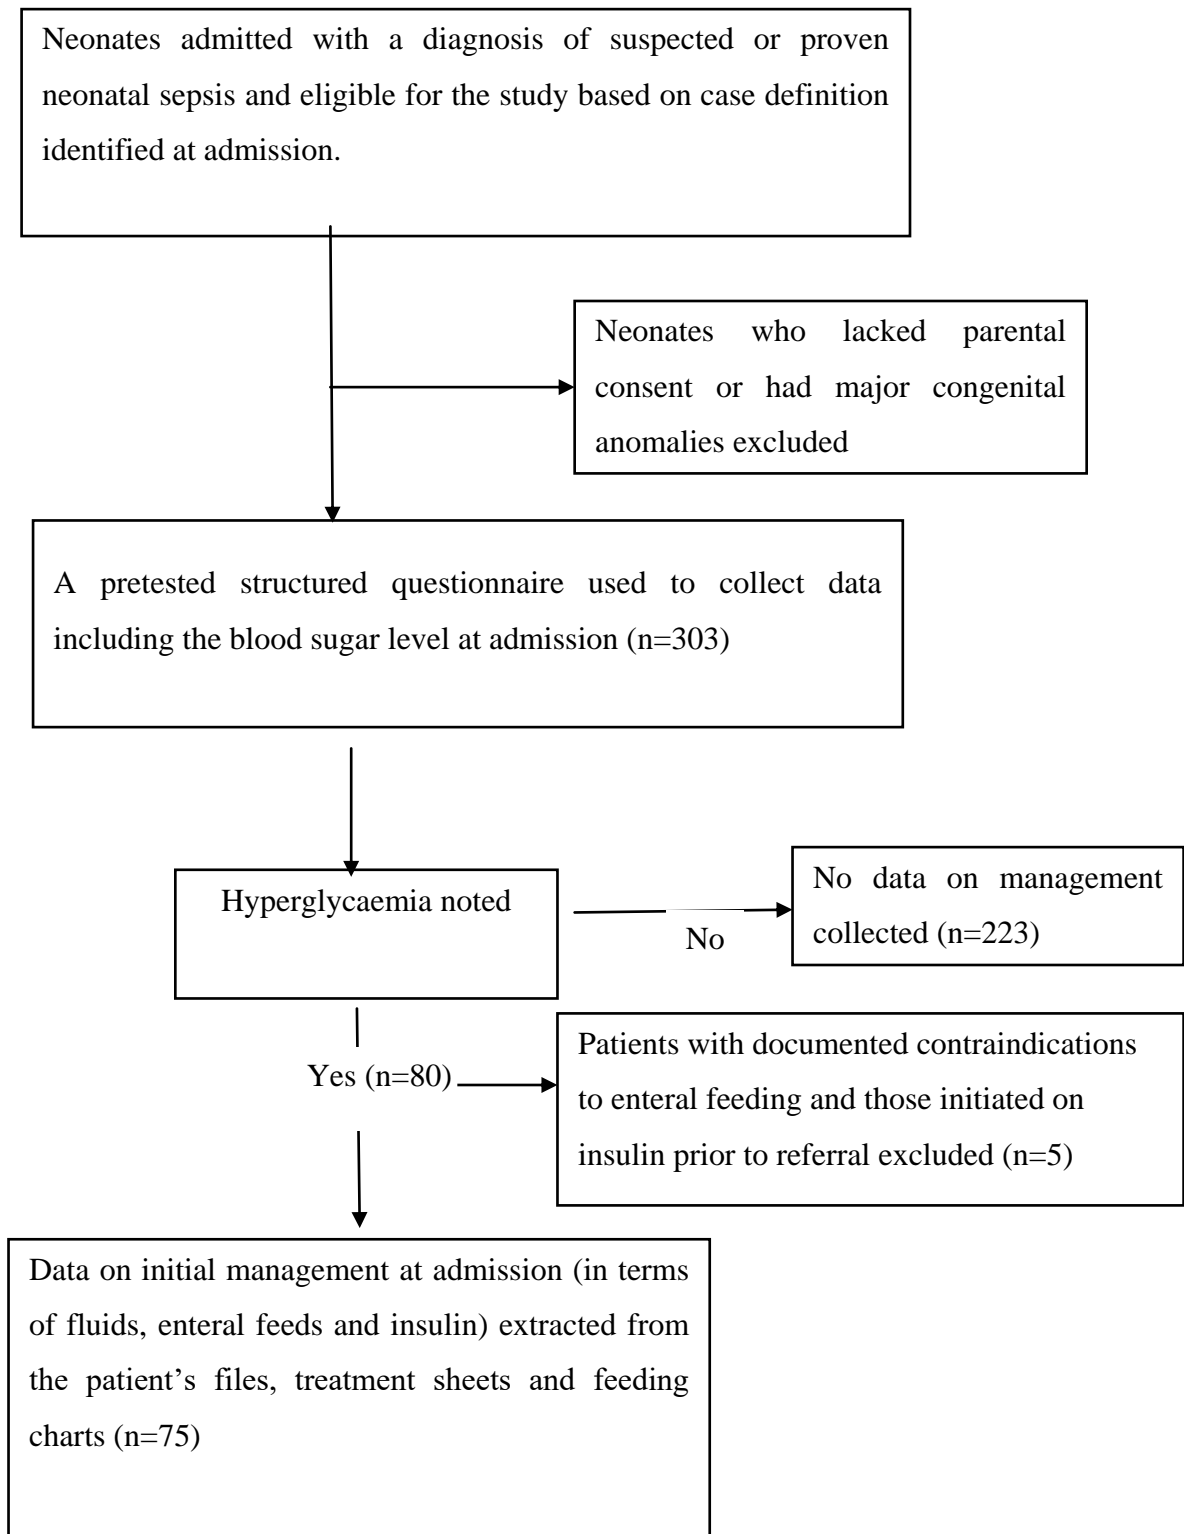 Neonates admitted with a diagnosis of suspected or proven
neonatal sepsis and eligible for the study based on case definition
identified at admission.
Neonates who lacked parental
consent or had major congenital
anomalies excluded
A pretested structured questionnaire used to collect data
including the blood sugar level at admission (n=303)
Hyperglycaemia noted
No data on management
collected (n=223)
No
Yes (n=80)
Patients with documented contraindications
to enteral feeding and those initiated on
insulin prior to referral excluded (n=5)
Data on initial management at admission (in terms
of fluids, enteral feeds and insulin) extracted from
the patient’s files, treatment sheets and feeding
charts (n=75)